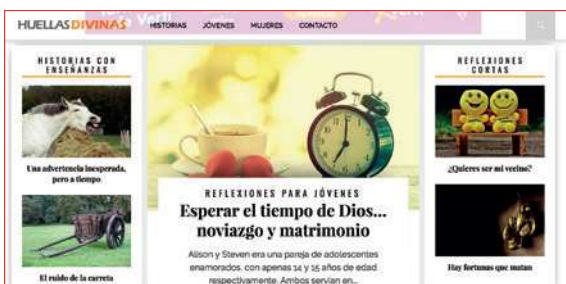 HUELLASDIVINAS
HISTORIAS JÓVENES MUJERES CONTACTO
HISTORIAS CON
ENSEÑANZAS
Una advertencia inesperada,
pero a tiempo
El ruido de la carreta
REFLEXIONES PARA JÓVENES
Esperar el tiempo de Dios...
noviazgo y matrimonio
Alison y Steven era una pareja de adolescentes
enamorados, con apenas 14 y 15 años de edad
respectivamente. Ambos servían en...
REFLEXIONES
CORTAS
¿Quieres ser mi vecino?
Hay fortunas que matan